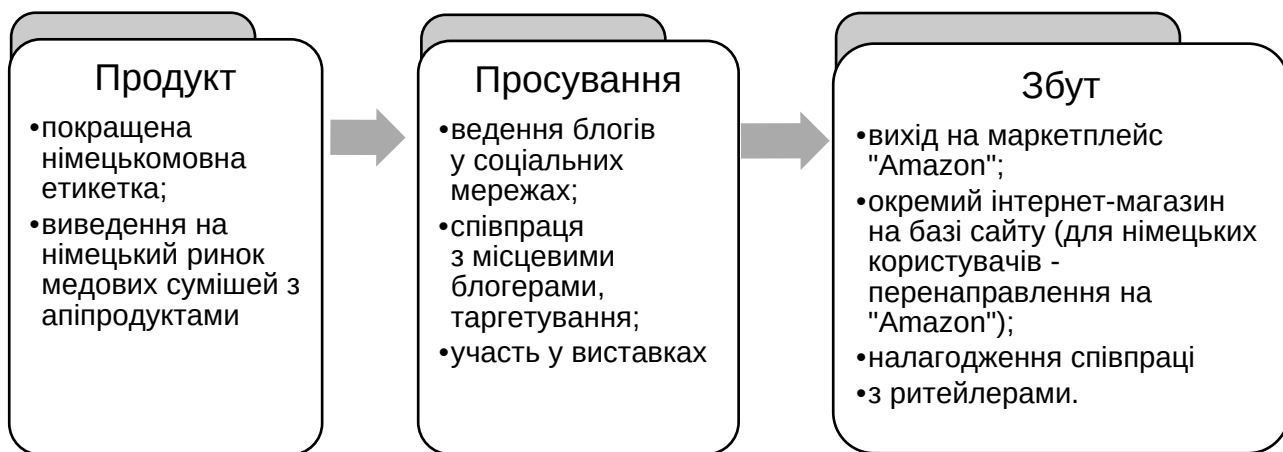 Продукт
•покращена
німецькомовна
етикетка;
•виведення на
німецький ринок
медових сумішей з
апіпродуктами
Просування
•ведення блогів
у соціальних
мережах;
•співпраця
з місцевими
блогерами,
таргетування;
•участь у виставках
Збут
•вихід на маркетплейс
"Amazon";
•окремий інтернет-магазин
на базі сайту (для німецьких
користувачів -
перенаправлення на
"Amazon");
•налагодження співпраці
•з ритейлерами.